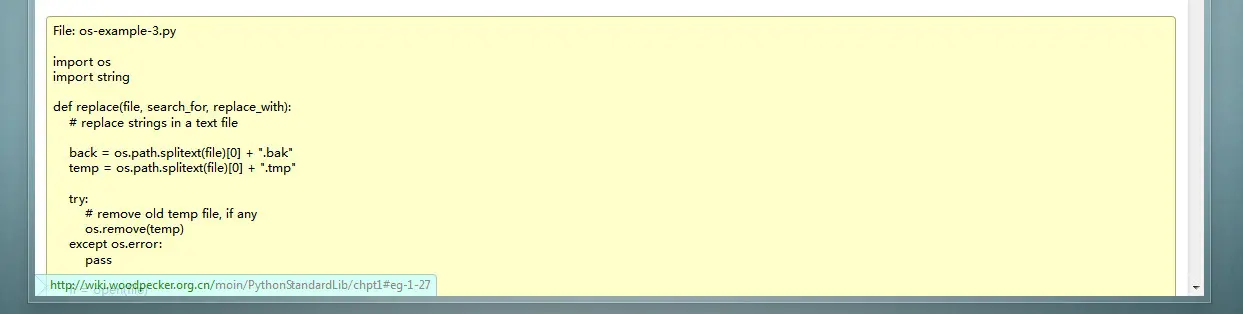 File: os-example-3.py
import os
import string
def replace(file, search_for, replace_with):
# replace strings in a text file
back = os.path.splitext(file)[0] + ".bak"
temp = os.path.splitext(file)[0] + ".tmp"
try:
# remove old temp file, if any
os.remove(temp)
except os.error:
pass
http://wiki.woodpecker.org.cn/moin/PythonStandardLib/chpt1#eg-1-27